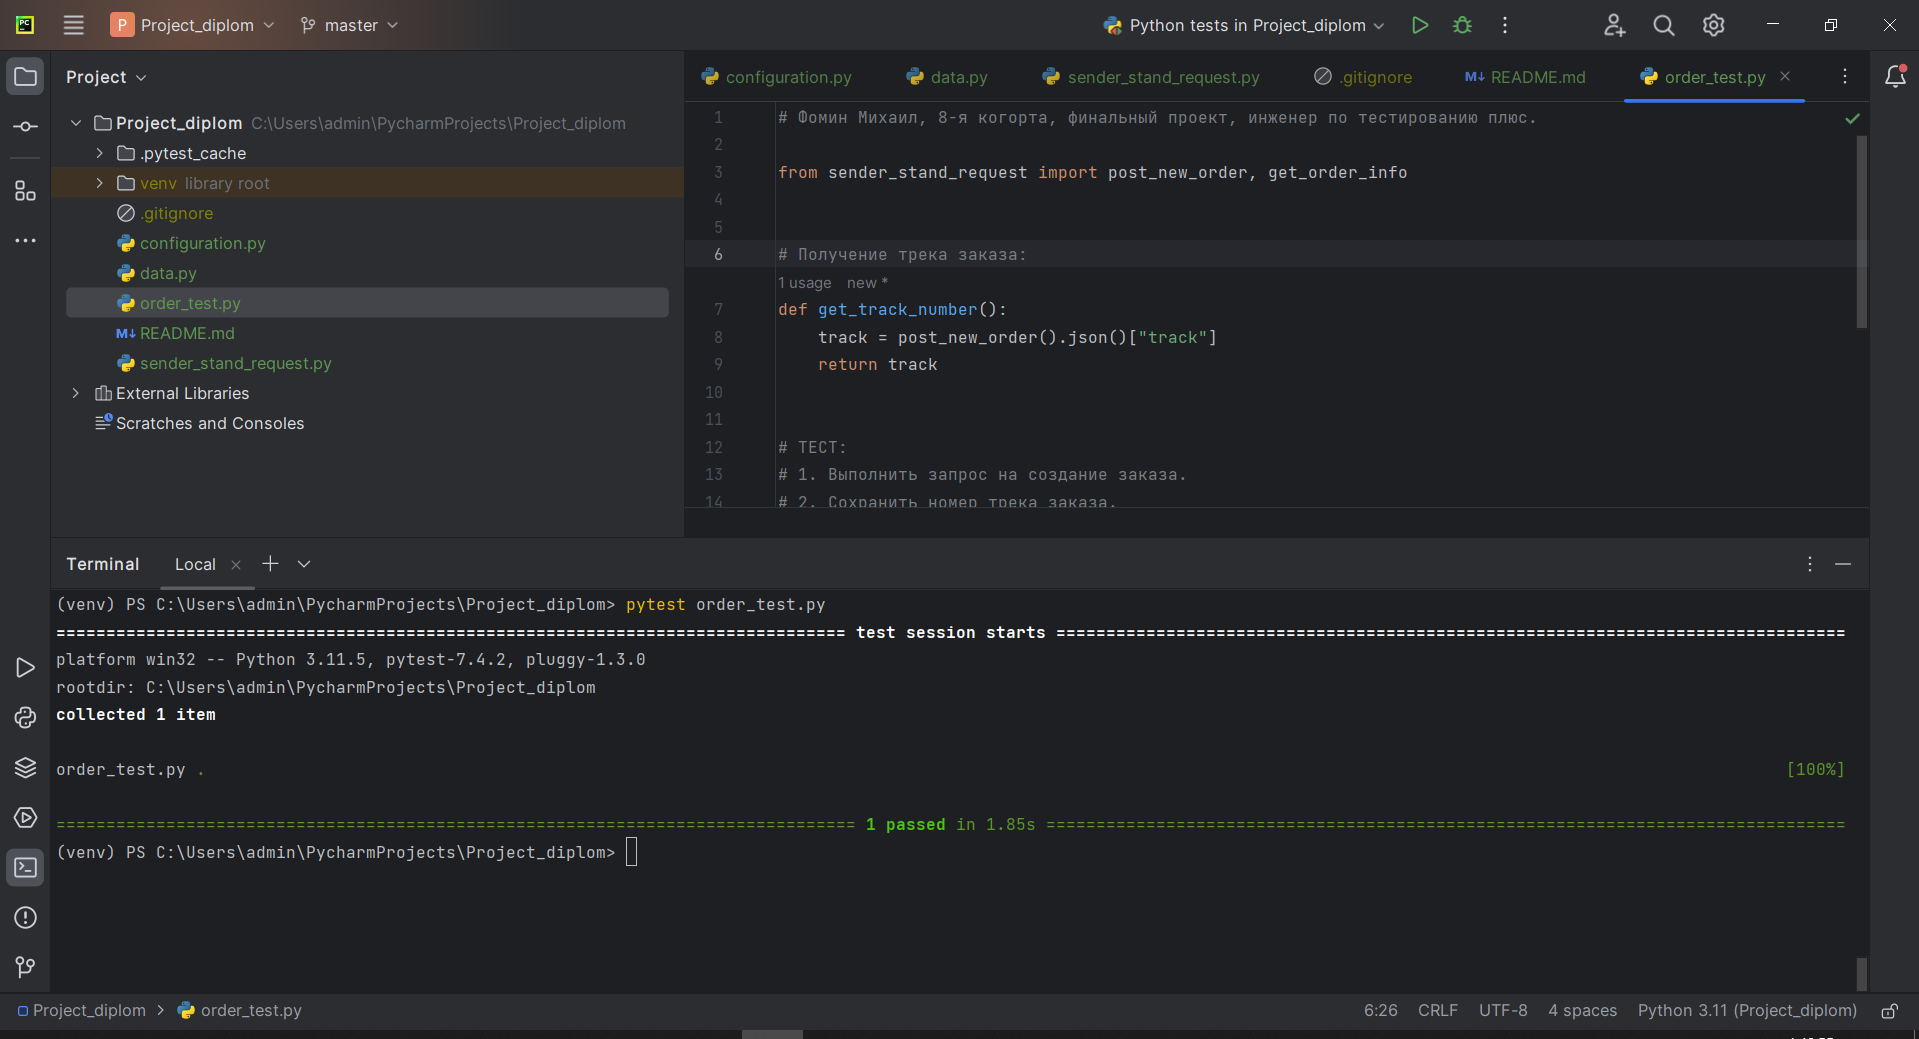 PC
P Project_diplom
master
Python tests in Project_diplom
Project
Project_diplom C:\Users\admin\PycharmProjects\Project_diplom
.pytest_cache
venv library root
.gitignore
configuration.py
data.py
order_test.py
M↓ README.md
sender_stand_request.py
External Libraries
Scratches and Consoles
configuration.py data.py sender_stand_request.py .gitignore M↓ README.md order_test.py
1 # Фомин Михаил, 8-я когорта, финальный проект, инженер по тестированию плюс.
2
3 from sender_stand_request import post_new_order, get_order_info
4
5
6 # Получение трека заказа:
1 usage new *
7 def get_track_number():
8 track = post_new_order().json()["track"]
9 return track
10
11
12 # ТЕСТ:
13 # 1. Выполнить запрос на создание заказа.
14 # 2. Сохранить номер трека заказа.
Terminal Local
(venv) PS C:\Users\admin\PycharmProjects\Project_diplom> pytest order_test.py
=============================================================================== test session starts ===============================================================================
platform win32 -- Python 3.11.5, pytest-7.4.2, pluggy-1.3.0
rootdir: C:\Users\admin\PycharmProjects\Project_diplom
collected 1 item
order_test.py . [100%]
================================================================================ 1 passed in 1.85s ================================================================================
(venv) PS C:\Users\admin\PycharmProjects\Project_diplom>
Project_diplom > order_test.py
6:26 CRLF UTF-8 4 spaces Python 3.11 (Project_diplom)